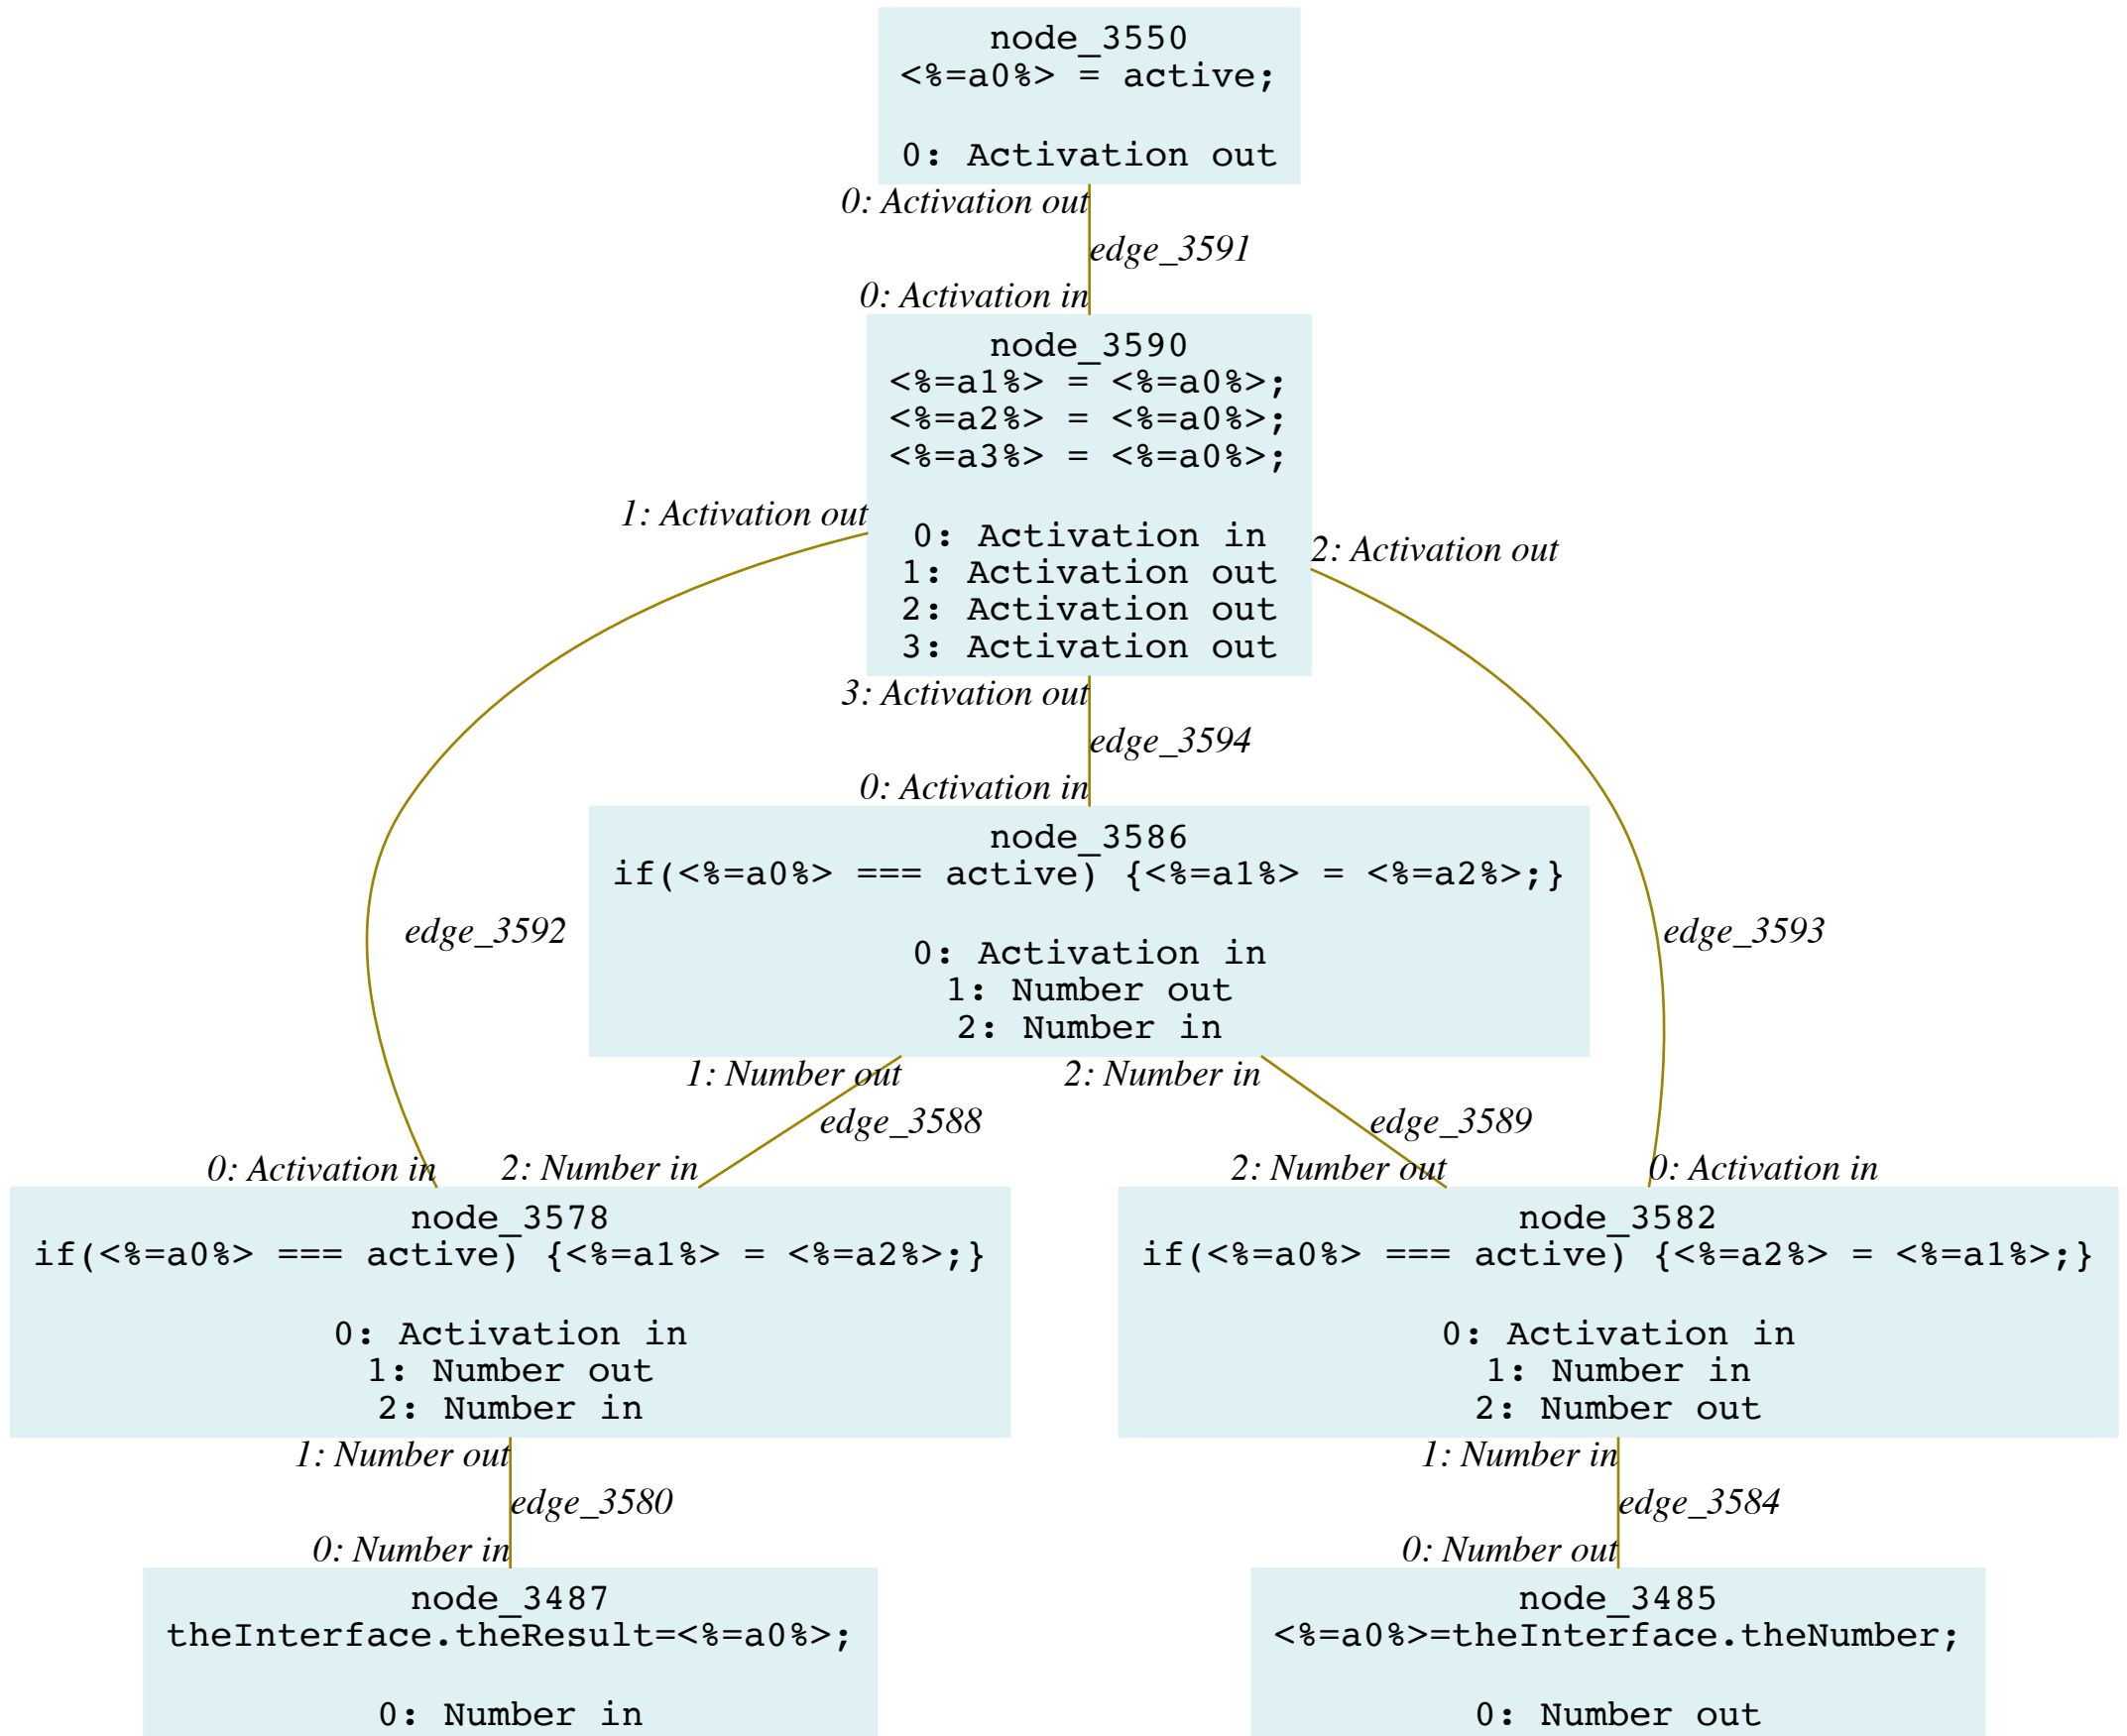 node_3550
<%=a0%> = active;
0: Activation out
0: Activation out
edge_3591
0: Activation in
node_3590
<%=a1%> = <%=a0%>;
<%=a2%> = <%=a0%>;
<%=a3%> = <%=a0%>;
1: Activation out
0: Activation in
2: Activation out
1: Activation out
2: Activation out
3: Activation out
3: Activation out
edge_3594
0: Activation in
node_3586
if(<%=a0%> === active) {<%=a1%> = <%=a2%>;}
edge_3592
edge_3593
0: Activation in
1: Number out
2: Number in
1: Number out
2: Number in
edge_3588
edge_3589
0: Activation in
2: Number in
2: Number out
0: Activation in
node_3578
if(<%=a0%> === active) {<%=a1%> = <%=a2%>;}
0: Activation in
1: Number out
2: Number in
node_3582
if(<%=a0%> === active) {<%=a2%> = <%=a1%>;}
0: Activation in
1: Number in
2: Number out
1: Number out
edge_3580
0: Number in
1: Number in
edge_3584
0: Number out
node_3487
theInterface.theResult=<%=a0%>;
0: Number in
node_3485
<%=a0%>=theInterface.theNumber;
0: Number out